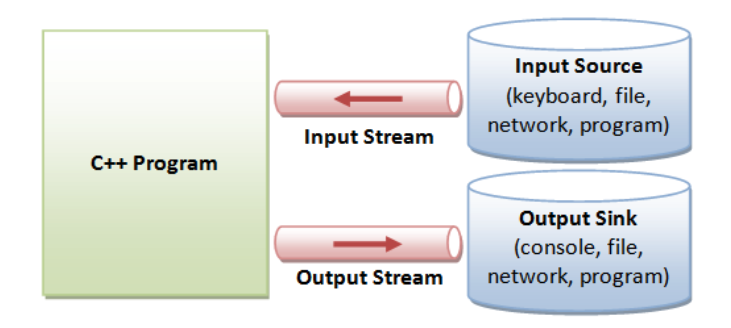 C++ Program
Input Stream
Input Source
(keyboard, file,
network, program)
Output Stream
Output Sink
(console, file,
network, program)